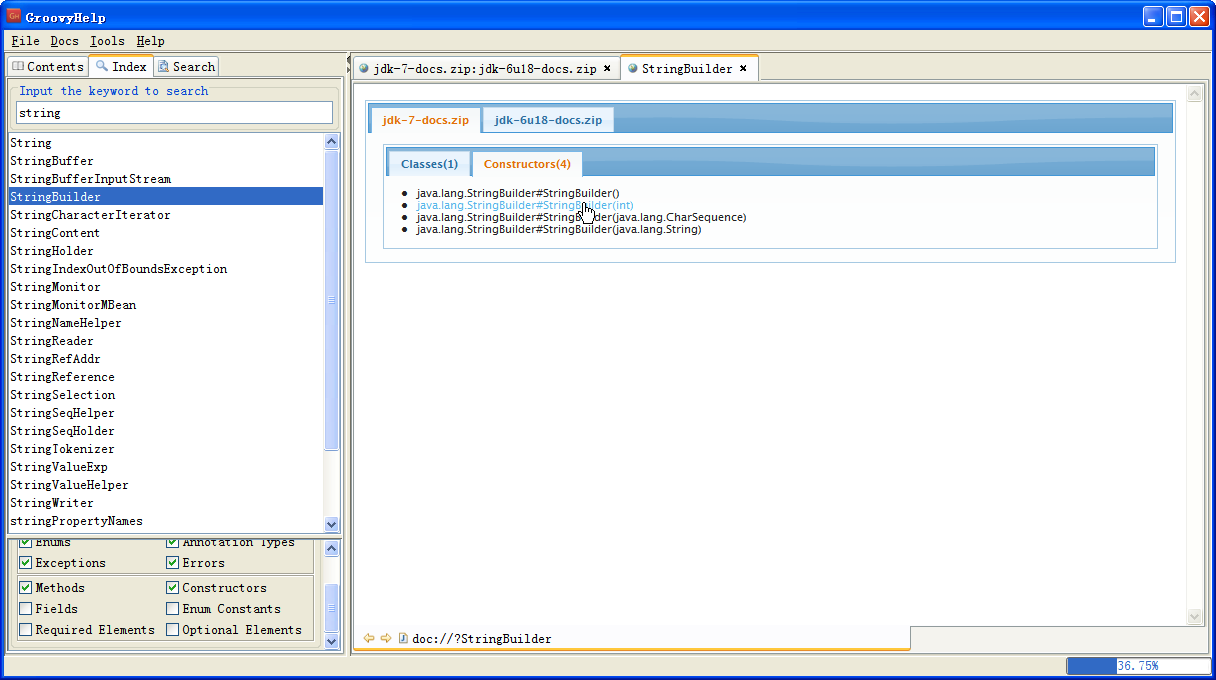 GroovyHelp
File Docs Tools Help
Contents Index Search
Input the keyword to search
string
String
StringBuffer
StringBufferInputStream
StringBuilder
StringCharacterIterator
StringContent
StringHolder
StringIndexOutOfBoundsException
StringMonitor
StringMonitorMBean
StringNameHelper
StringReader
StringRefAddr
StringReference
StringSelection
StringSeqHelper
StringSeqHolder
StringTokenizer
StringValueExp
StringValueHelper
StringWriter
stringPropertyNames
Enums Annotation Types
Exceptions Errors
Methods Constructors
Fields Enum Constants
Required Elements Optional Elements
jdk-7-docs.zip:jdk-6u18-docs.zip StringBuilder
jdk-7-docs.zip jdk-6u18-docs.zip
Classes(1) Constructors(4)
java.lang.StringBuilder#StringBuilder()
java.lang.StringBuilder#StringBuilder(int)
java.lang.StringBuilder#StringBuilder(java.lang.CharSequence)
java.lang.StringBuilder#StringBuilder(java.lang.String)
doc://?StringBuilder
36.75%